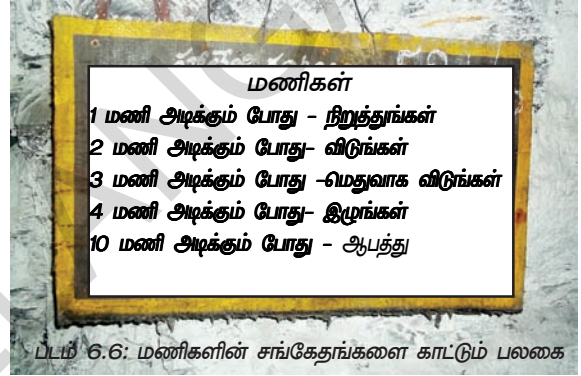 மணிகள்
1 மணி அடிக்கும் போது - நிறுத்துங்கள்
2 மணி அடிக்கும் போது- விடுங்கள்
3 மணி அடிக்கும் போது -மெதுவாக விடுங்கள்
4 மணி அடிக்கும் போது- இழுங்கள்
10 மணி அடிக்கும் போது - ஆபத்து
படம் 6.6: மணிகளின் சங்கேதங்களை காட்டும் பலகை